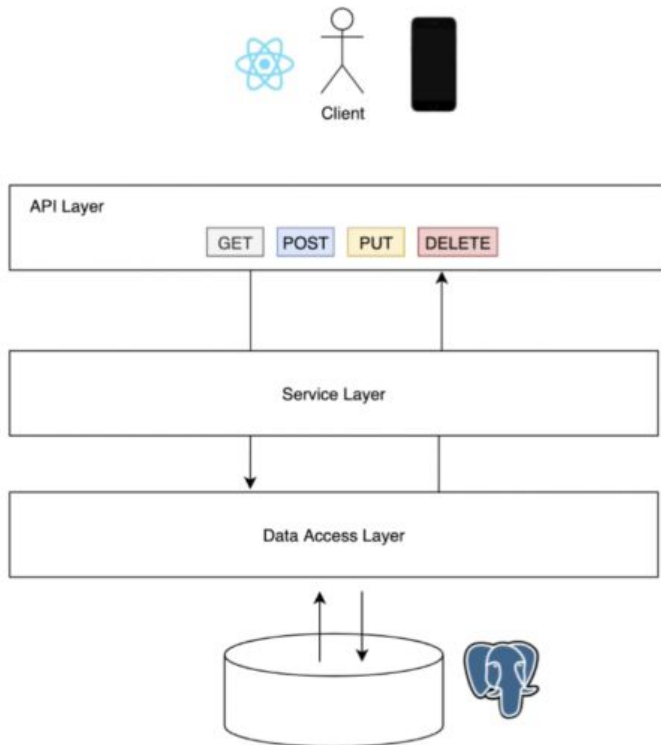 Client
API Layer
GET POST PUT DELETE
Service Layer
Data Access Layer